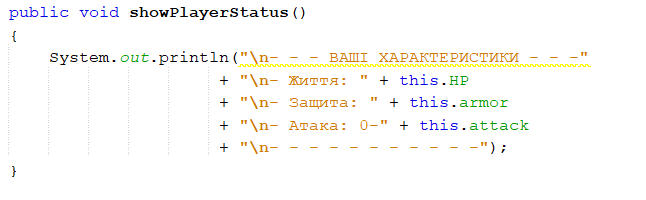 public void showPlayerStatus()
{
System.out.println("\n- - - ВАШІ ХАРАКТЕРИСТИКИ - - -"
+ "\n- Життя: " + this.HP
+ "\n- Защита: " + this.armor
+ "\n- Атака: 0-" + this.attack
+ "\n- - - - - - - - - - -");
}